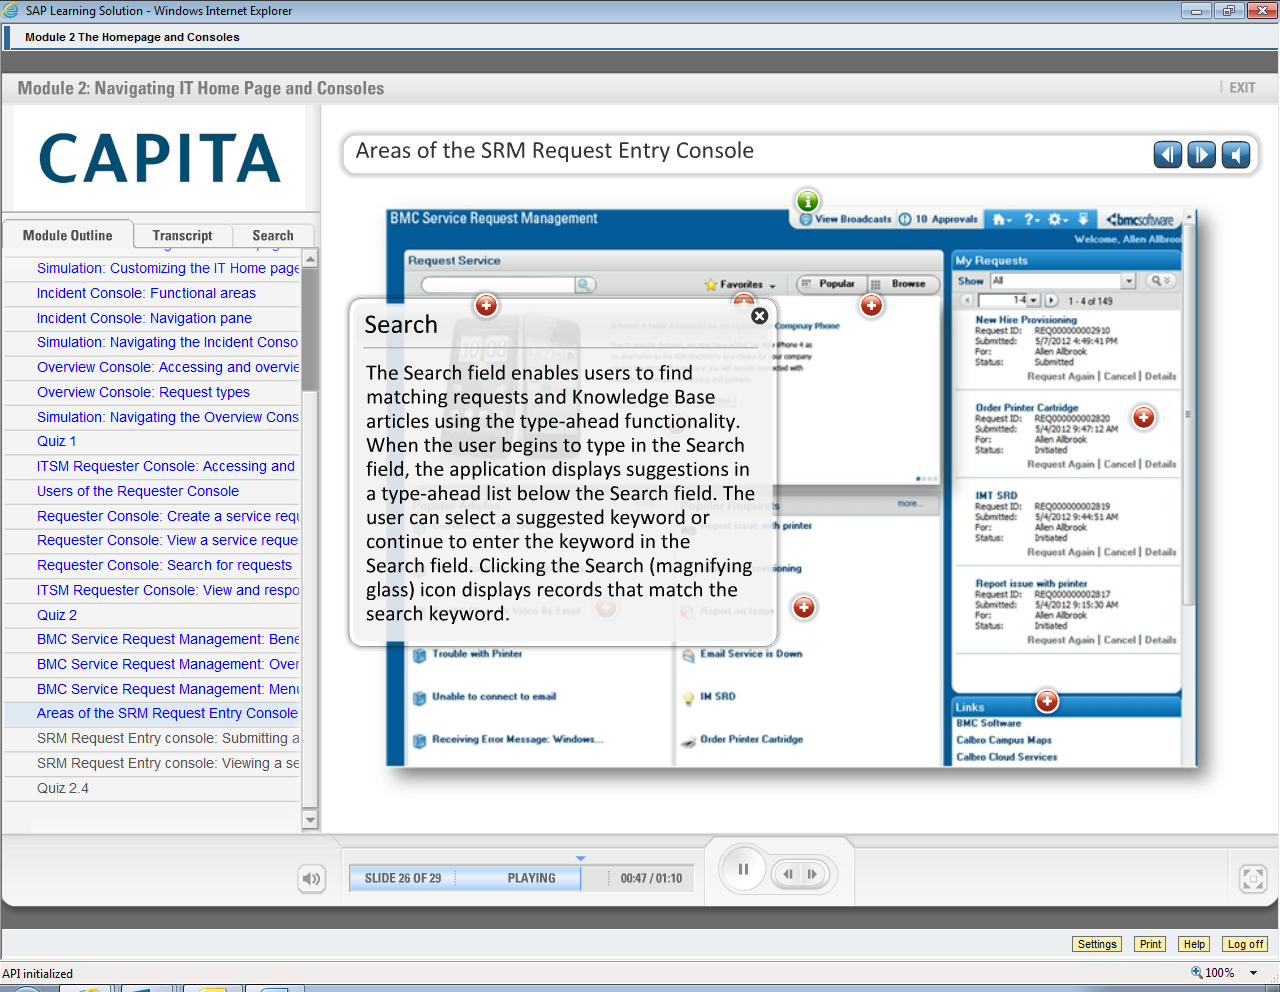 SAP Learning Solution - Windows Internet Explorer
Module 2 The Homepage and Consoles
Module 2: Navigating IT Home Page and Consoles
EXIT
CAPITA
Module Outline
Transcript
Search
Simulation: Customizing the IT Home page
Incident Console: Functional areas
Incident Console: Navigation pane
Simulation: Navigating the Incident Conso
Overview Console: Accessing and overvie
Overview Console: Request types
Simulation: Navigating the Overview Cons
Quiz 1
ITSM Requester Console: Accessing and
Users of the Requester Console
Requester Console: Create a service requ
Requester Console: View a service reque
Requester Console: Search for requests
ITSM Requester Console: View and respo
Quiz 2
BMC Service Request Management: Bene
BMC Service Request Management: Over
BMC Service Request Management: Menu
Areas of the SRM Request Entry Console
SRM Request Entry console: Submitting a
SRM Request Entry console: Viewing a se
Quiz 2.4
Areas of the SRM Request Entry Console
BMC Service Request Management
View Broadcasts
10 Approvals
bmcsoftware
Welcome, Allen Allbroo
Request Service
Favorites
Popular
Browse
Search
The Search field enables users to find
matching requests and Knowledge Base
articles using the type-ahead functionality.
When the user begins to type in the Search
field, the application displays suggestions in
a type-ahead list below the Search field. The
user can select a suggested keyword or
continue to enter the keyword in the
Search field. Clicking the Search (magnifying
glass) icon displays records that match the
search keyword.
Compnay Phone
more...
Trouble with Printer
Unable to connect to email
Receiving Error Message: Windows...
Report issue with printer
Report an Issue
Email Service is Down
IM SRD
Order Printer Cartridge
My Requests
Show All
1-4
1 - 4 of 149
New Hire Provisioning
Request ID: REQ000000002910
Submitted: 5/7/2012 4:49:41 PM
For: Allen Allbrook
Status: Submitted
Request Again | Cancel | Details
Order Printer Cartridge
Request ID: REQ000000002820
Submitted: 5/4/2012 9:47:12 AM
For: Allen Allbrook
Status: Initiated
Request Again | Cancel | Details
IMT SRD
Request ID: REQ000000002819
Submitted: 5/4/2012 9:44:51 AM
For: Allen Allbrook
Status: Initiated
Request Again | Cancel | Details
Report issue with printer
Request ID: REQ000000002817
Submitted: 5/4/2012 9:15:30 AM
For: Allen Allbrook
Status: Initiated
Request Again | Cancel | Details
Links
BMC Software
Calbro Campus Maps
Calbro Cloud Services
SLIDE 26 OF 29
PLAYING
00:47 / 01:10
Settings
Print
Help
Log off
API initialized
100%